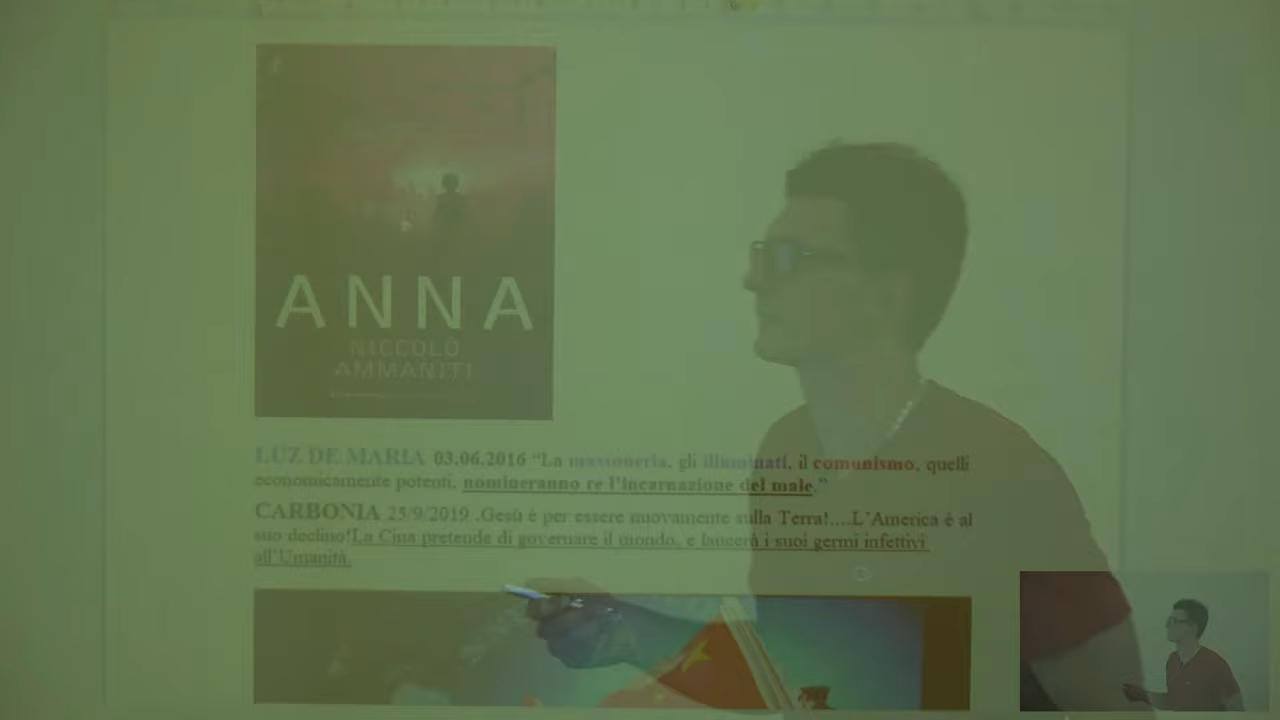 ANNA
NICCOLÒ
AMMANITI
LUZ DE MARIA 03.06.2016 “La massoneria, gli illuminati, il comunismo, quelli
economicamente potenti, nomineranno re l’incarnazione del male.”
CARBONIA 25/9/2019 .Gesù è per essere nuovamente sulla Terra!....L’America è al
suo declino!La Cina pretende di governare il mondo, e lancerà i suoi germi infettivi
all’Umanità.